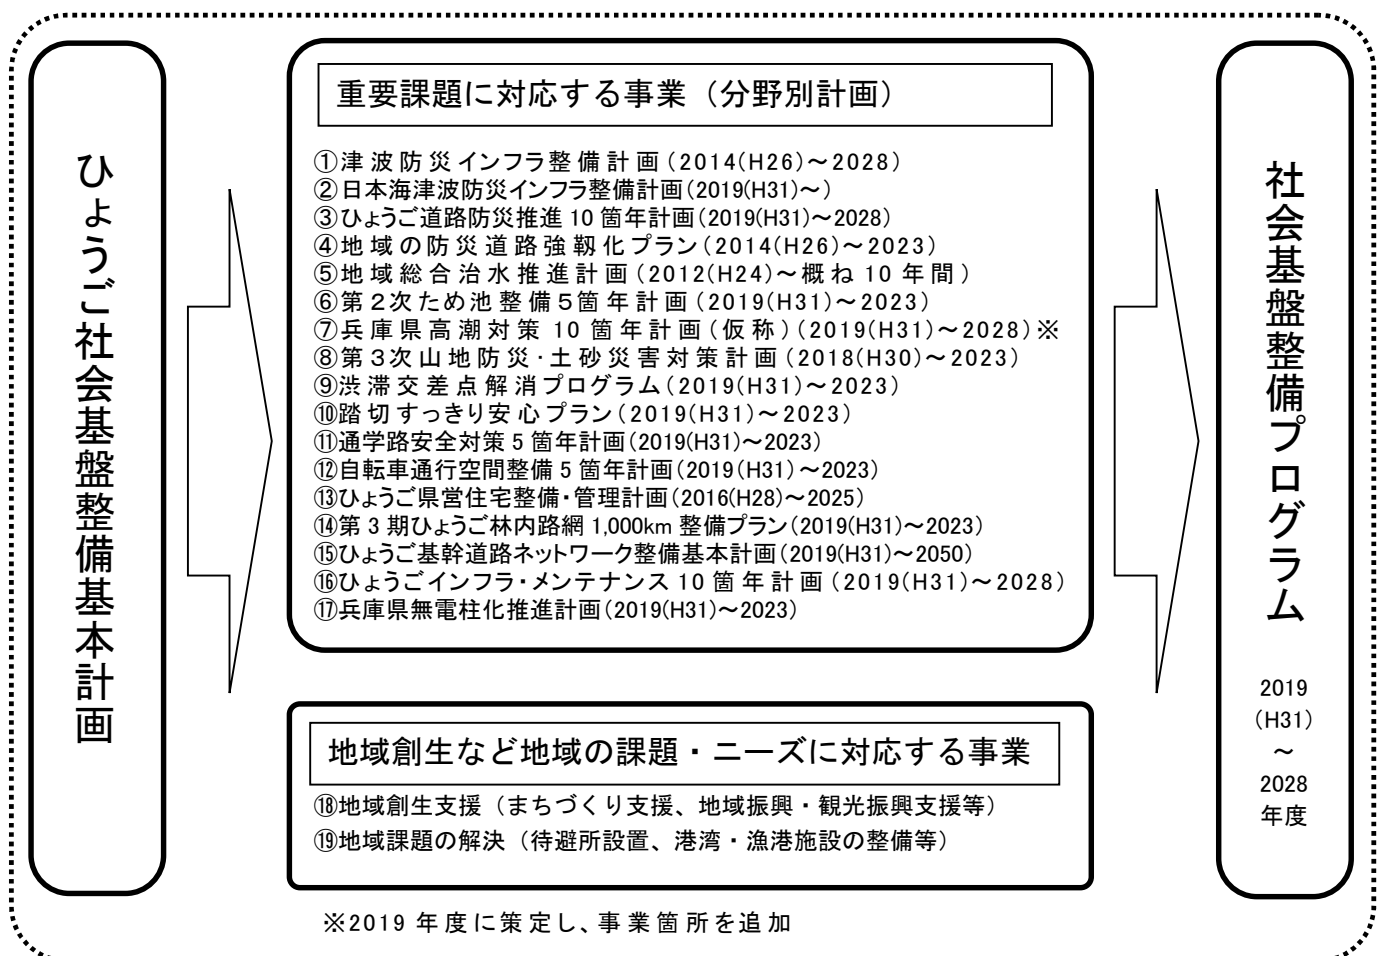 ひょうご社会基盤整備基本計画
重要課題に対応する事業（分野別計画）
①津波防災インフラ整備計画（2014(H26)～2028）
②日本海津波防災インフラ整備計画(2019(H31)～)
③ひょうご道路防災推進 10 箇年計画(2019(H31)～2028)
④地域の防災道路強靱化プラン(2014(H26)～2023)
⑤地域総合治水推進計画(2012(H24)～概ね 10 年間)
⑥第２次ため池整備５箇年計画(2019(H31)～2023)
⑦兵庫県高潮対策 10 箇年計画(仮称)(2019(H31)～2028)※
⑧第３次山地防災･土砂災害対策計画(2018(H30)～2023)
⑨渋滞交差点解消プログラム(2019(H31)～2023)
⑩踏切すっきり安心プラン(2019(H31)～2023)
⑪通学路安全対策 5 箇年計画(2019(H31)～2023)
⑫自転車通行空間整備 5 箇年計画(2019(H31)～2023)
⑬ひょうご県営住宅整備・管理計画(2016(H28)～2025)
⑭第 3 期ひょうご林内路網 1,000km 整備プラン(2019(H31)～2023)
⑮ひょうご基幹道路ネットワーク整備基本計画(2019(H31)～2050)
⑯ひょうごインフラ・メンテナンス 10 箇年計画(2019(H31)～2028)
⑰兵庫県無電柱化推進計画(2019(H31)～2023)
地域創生など地域の課題・ニーズに対応する事業
⑱地域創生支援（まちづくり支援、地域振興・観光振興支援等）
⑲地域課題の解決（待避所設置、港湾・漁港施設の整備等）
※2019 年度に策定し、事業箇所を追加
社会基盤整備プログラム
2019
（H31）
～
2028
年度